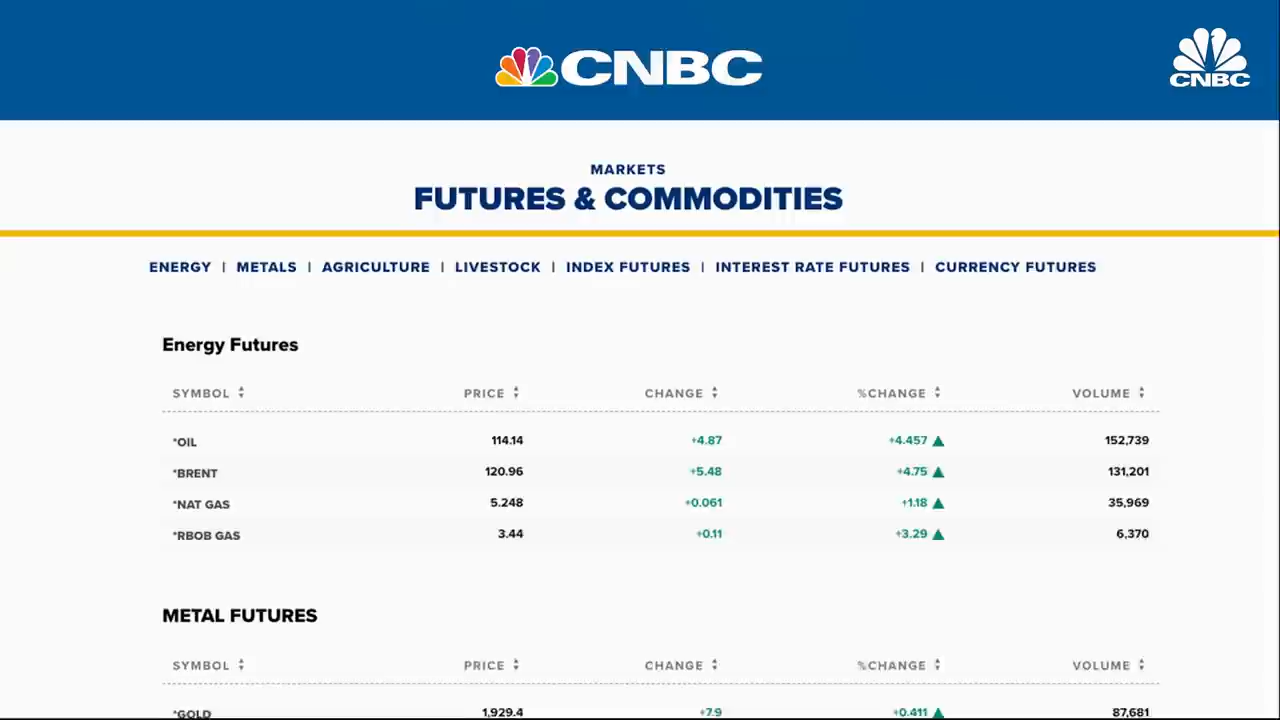 CNBC
CNBC
MARKETS
FUTURES & COMMODITIES
ENERGY | METALS | AGRICULTURE | LIVESTOCK | INDEX FUTURES | INTEREST RATE FUTURES | CURRENCY FUTURES
Energy Futures
SYMBOL PRICE CHANGE %CHANGE VOLUME
*OIL 114.14 +4.87 +4.457 152,739
*BRENT 120.96 +5.48 +4.75 131,201
*NAT GAS 5.248 +0.061 +1.18 35,969
*RBOB GAS 3.44 +0.11 +3.29 6,370
METAL FUTURES
SYMBOL PRICE CHANGE %CHANGE VOLUME
*GOLD 1,929.4 +7.9 +0.411 87,681